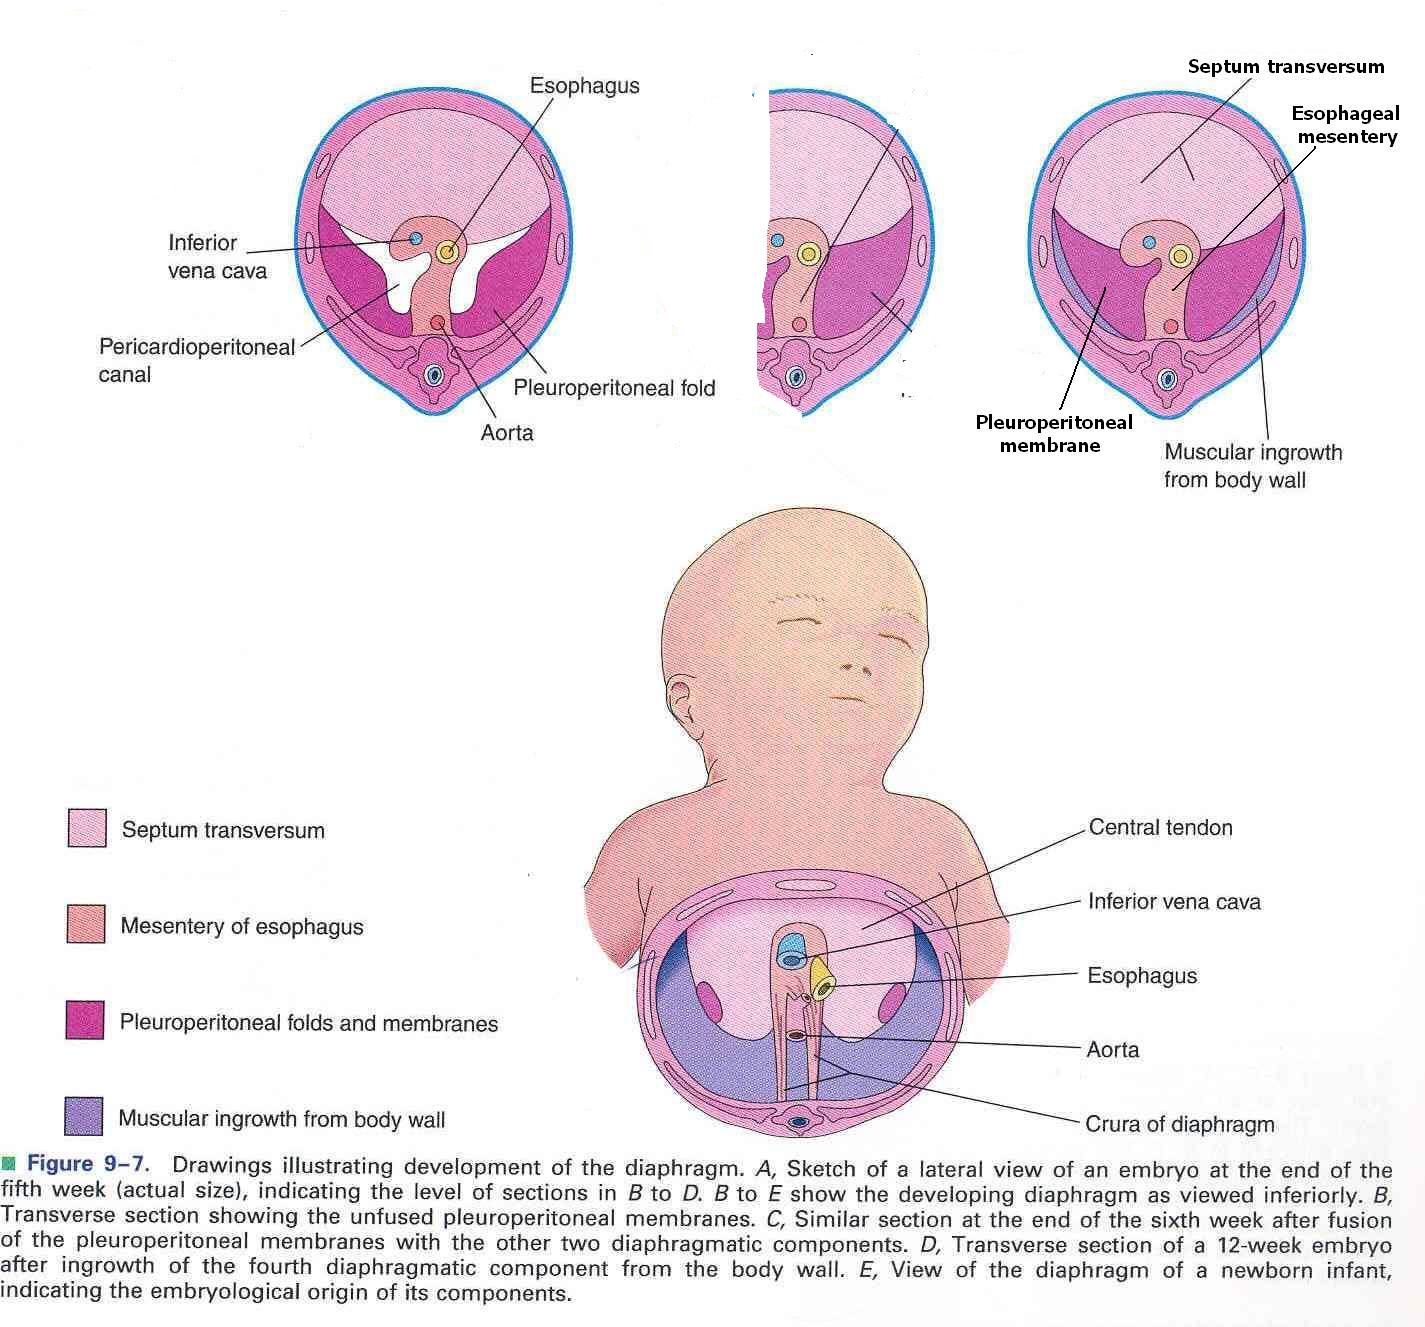 Esophagus
Inferior
vena cava
Pericardioperitoneal
canal
Pleuroperitoneal fold
Aorta
Septum transversum
Esophageal
mesentery
Pleuroperitoneal
membrane
Muscular ingrowth
from body wall
Septum transversum
Mesentery of esophagus
Pleuroperitoneal folds and membranes
Muscular ingrowth from body wall
Central tendon
Inferior vena cava
Esophagus
Aorta
Crura of diaphragm
Figure 9–7. Drawings illustrating development of the diaphragm. A, Sketch of a lateral view of an embryo at the end of the
fifth week (actual size), indicating the level of sections in B to D. B to E show the developing diaphragm as viewed inferiorly. B,
Transverse section showing the unfused pleuroperitoneal membranes. C, Similar section at the end of the sixth week after fusion
of the pleuroperitoneal membranes with the other two diaphragmatic components. D, Transverse section of a 12-week embryo
after ingrowth of the fourth diaphragmatic component from the body wall. E, View of the diaphragm of a newborn infant,
indicating the embryological origin of its components.